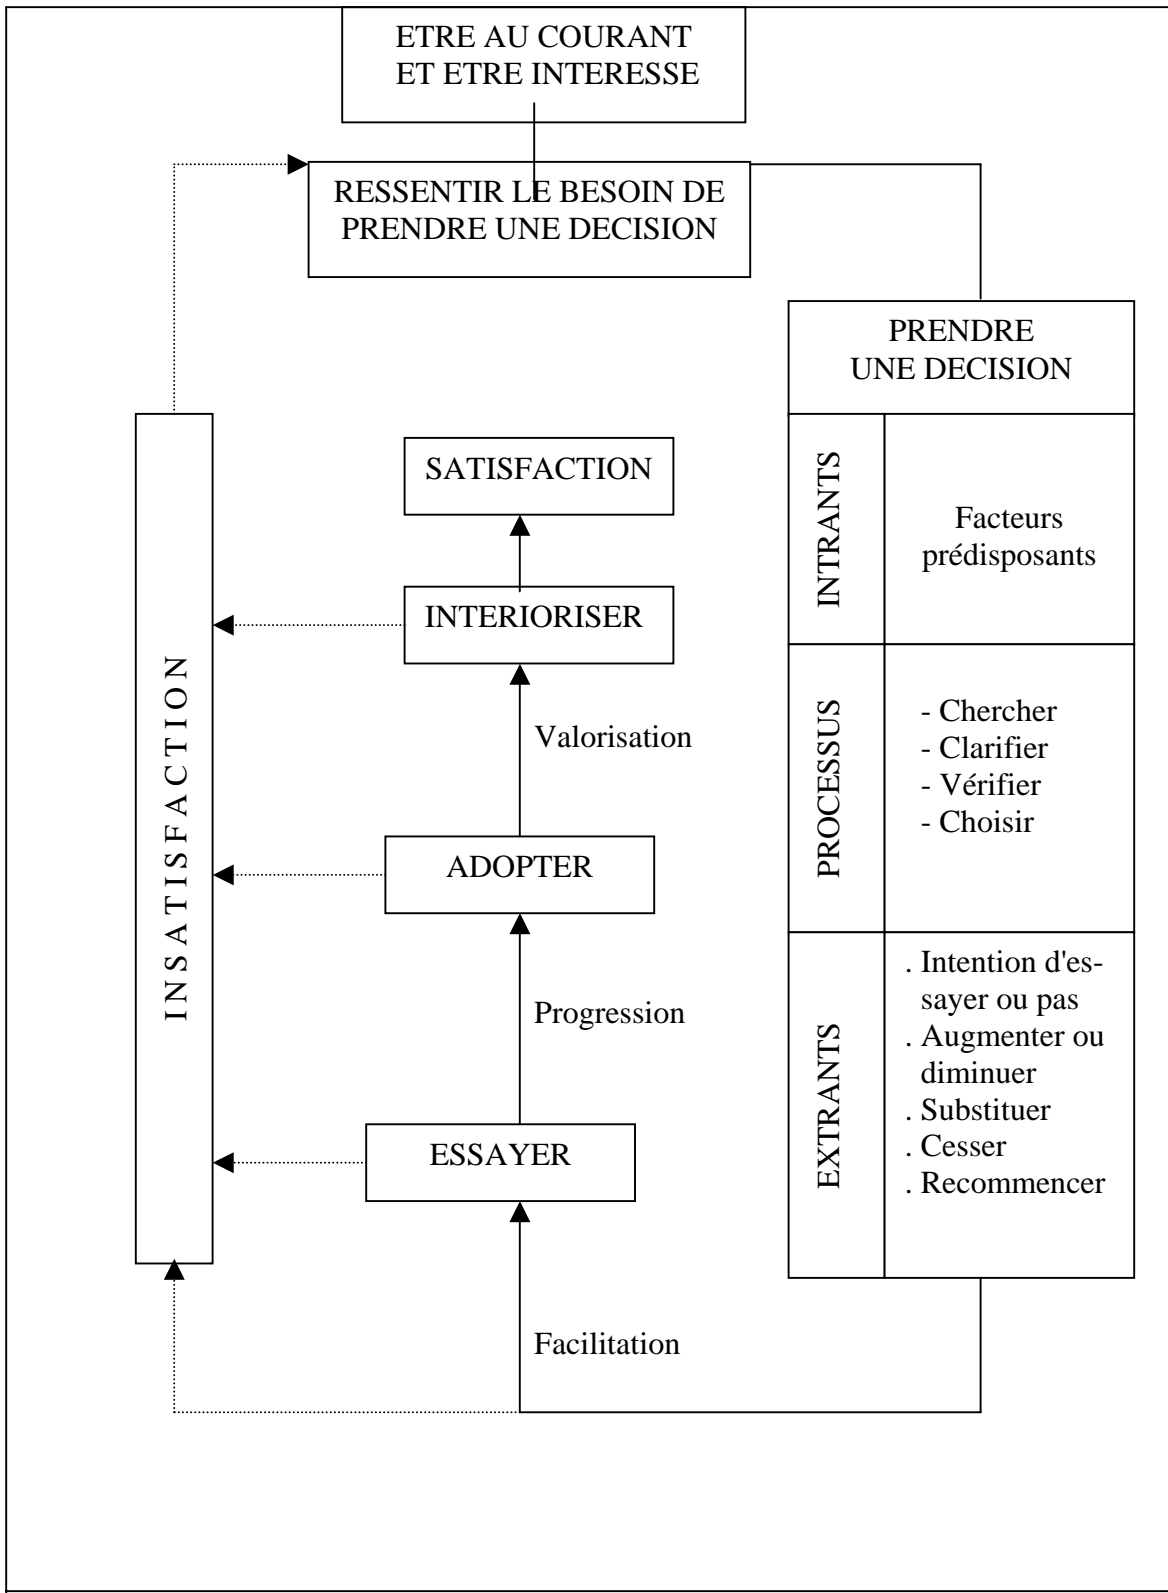 ETRE AU COURANT
ET ETRE INTERESSE
RESSENTIR LE BESOIN DE
PRENDRE UNE DECISION
PRENDRE
UNE DECISION
INTRANTS
Facteurs
prédisposants
PROCESSUS
- Chercher
- Clarifier
- Vérifier
- Choisir
EXTRANTS
. Intention d'es-
sayer ou pas
. Augmenter ou
diminuer
. Substituer
. Cesser
. Recommencer
SATISFACTION
INTERIORISER
Valorisation
ADOPTER
Progression
ESSAYER
Facilitation
INSATISFACTION